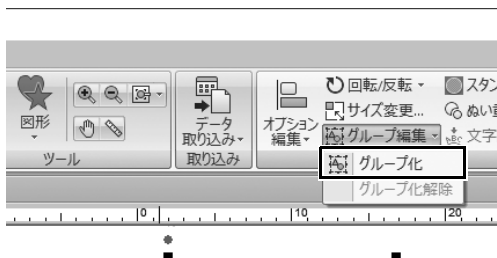 回転/反転
スタン
図形
データ
取り込み
オプション
編集
サイズ変更...
グループ編集
文字
ツール
取り込み
グループ化
グループ化解除
0
10
20